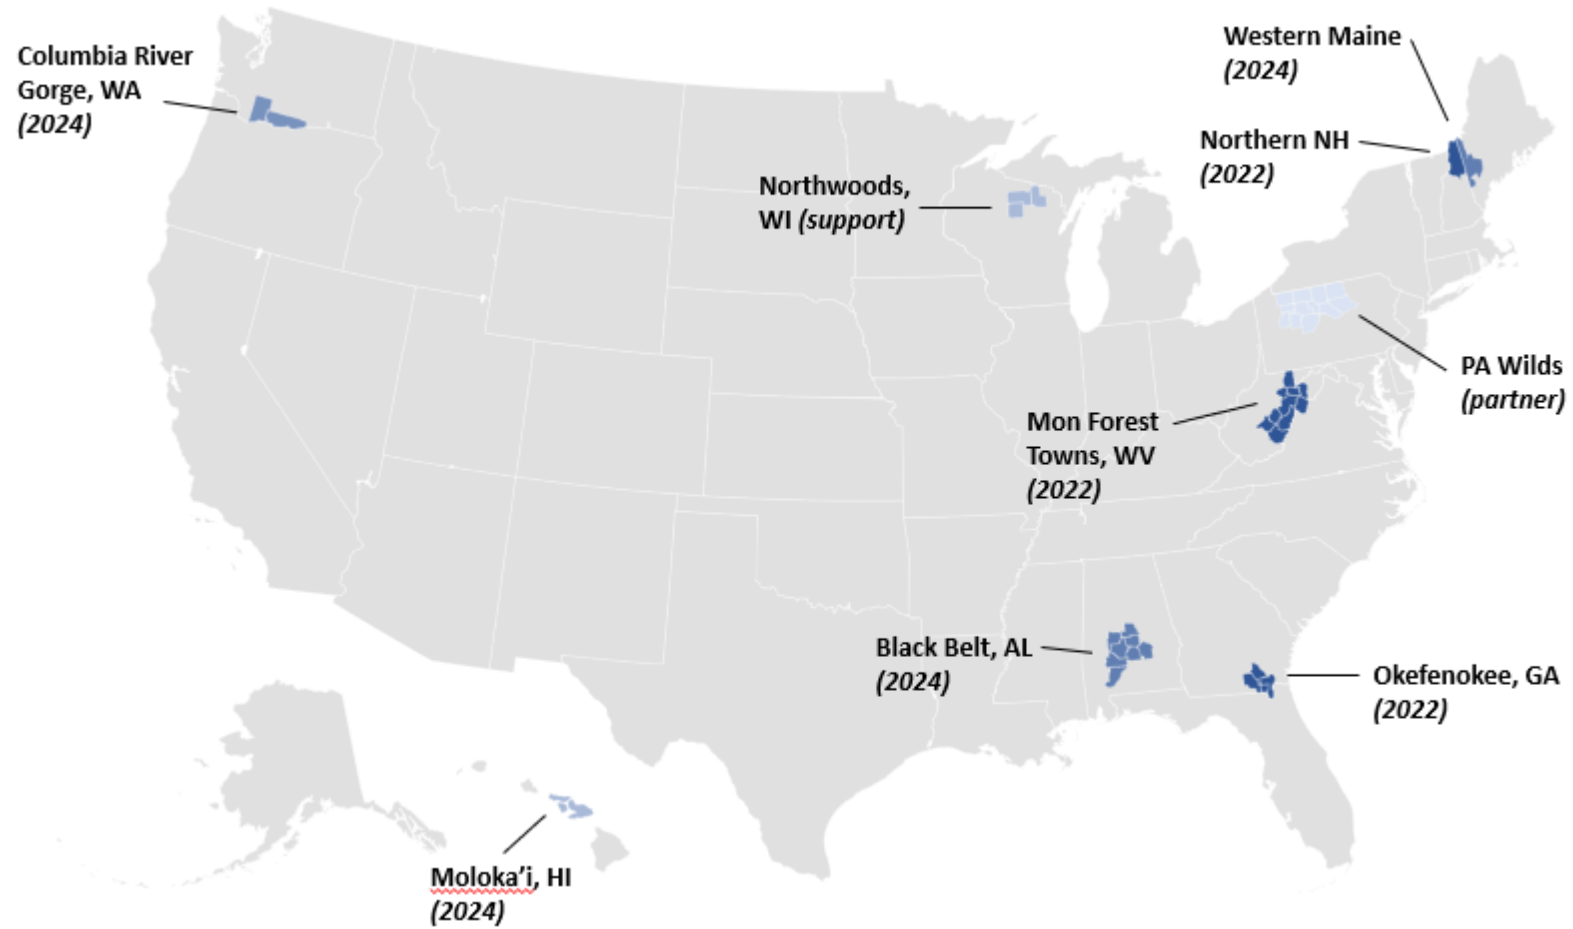 Columbia River
Gorge, WA
(2024)
Western Maine
(2024)
Northern NH
(2022)
Northwoods,
WI (support)
PA Wilds
(partner)
Mon Forest
Towns, WV
(2022)
Black Belt, AL
(2024)
Okefenokee, GA
(2022)
Moloka’i, HI
(2024)